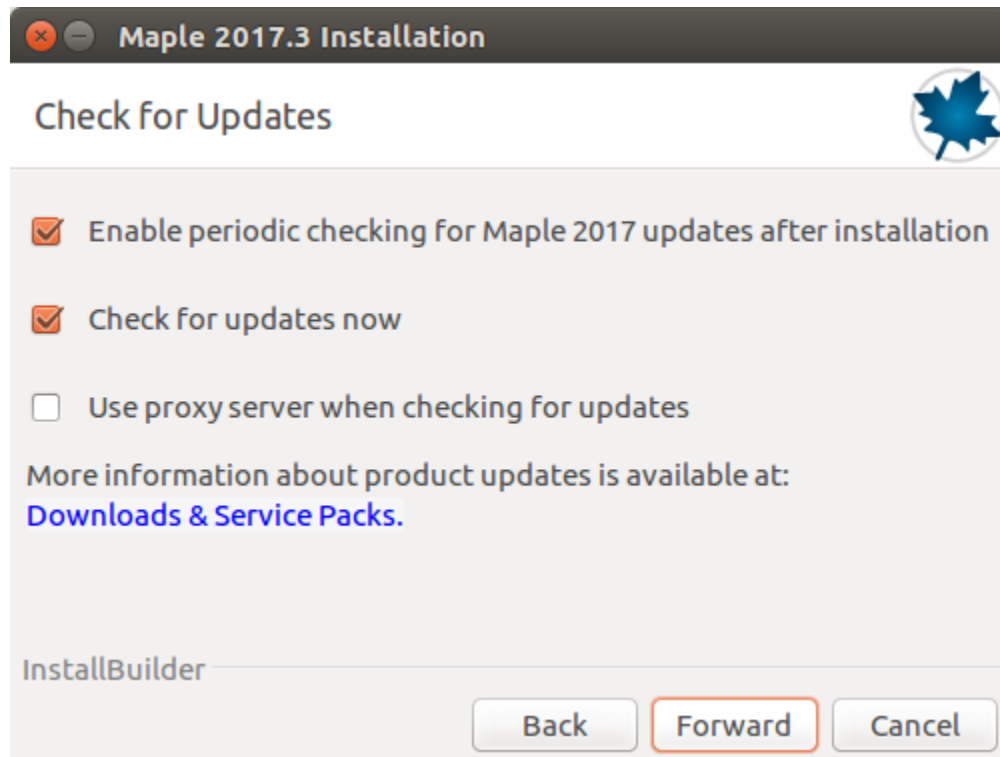 Maple 2017.3 Installation
Check for Updates
Enable periodic checking for Maple 2017 updates after installation
Check for updates now
Use proxy server when checking for updates
More information about product updates is available at:
Downloads & Service Packs.
InstallBuilder
Back Forward Cancel